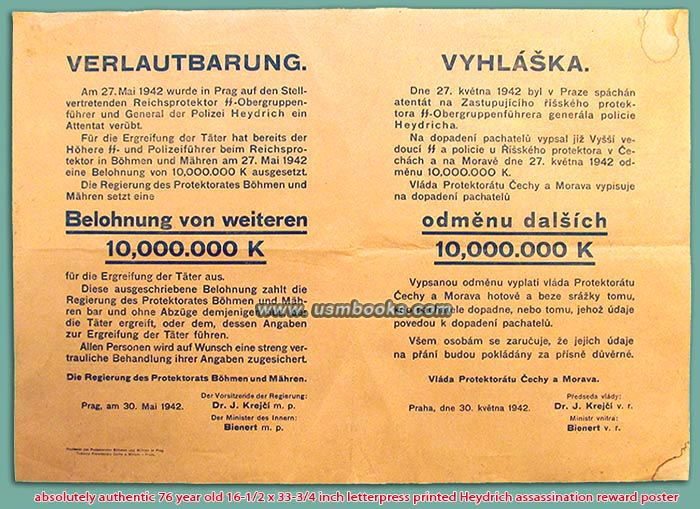 VERLAUTBARUNG.
Am 27. Mai 1942 wurde in Prag auf den Stell-
vertretenden Reichsprotektor ᛋᛋ-Obergruppen-
führer und General der Polizei Heydrich ein
Attentat verübt.
Für die Ergreifung der Täter hat bereits der
Höhere ᛋᛋ- und Polizeiführer beim Reichspro-
tektor in Böhmen und Mähren am 27. Mai 1942
eine Belohnung von 10,000.000 K ausgesetzt.
Die Regierung des Protektorates Böhmen und
Mähren setzt eine
Belohnung von weiteren
10,000.000 K
für die Ergreifung der Täter aus.
Diese ausgeschriebene Belohnung zahlt die
Regierung des Protektorates Böhmen und Mäh-
ren bar und ohne Abzüge demjenigen
die Täter ergreift, oder dem, dessen Angaben
zur Ergreifung der Täter führen.
Allen Personen wird auf Wunsch eine streng ver-
trauliche Behandlung ihrer Angaben zugesichert.
Die Regierung des Protektorats Böhmen und Mähren.
Prag, am 30. Mai 1942.
Der Vorsitzende der Regierung:
Dr. J. Krejčí m. p.
Der Minister des Innern:
Bienert m. p.
VYHLÁŠKA.
Dne 27. května 1942 byl v Praze spáchán
atentát na Zastupujícího říšského protek-
tora ᛋᛋ-Obergruppenführera generála policie
Heydricha.
Na dopadení pachatelů vypsal již Vyšší ve-
doucí ᛋᛋ a policie u Říšského protektora v Če-
chách a na Moravě dne 27. května 1942 od-
měnu 10,000.000 K.
Vláda Protektorátu Čechy a Morava vypisuje
na dopadení pachatelů
odměnu dalších
10,000.000 K
Vypsanou odměnu vyplatí vláda Protektorátu
Čechy a Morava hotově a beze srážky tomu,
dopadne, nebo tomu, jehož údaje
povedou k dopadení pachatelů.
Všem osobám se zaručuje, že jejich údaje
na přání budou pokládány za přísně důvěrné.
Vláda Protektorátu Čechy a Morava.
Praha, dne 30. května 1942.
Předseda vlády:
Dr. J. Krejčí v. r.
Ministr vnitra:
Bienert v. r.
www.usmbooks.com
absolutely authentic 76 year old 16-1/2 x 33-3/4 inch letterpress printed Heydrich assassination reward poster